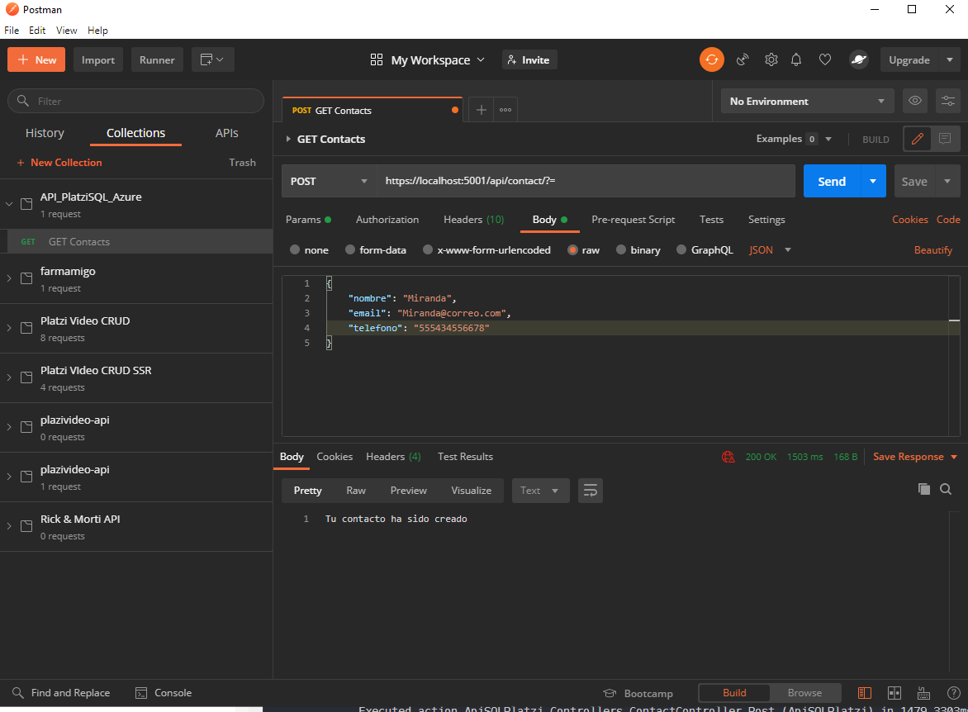 Postman
File Edit View Help
+ New Import Runner My Workspace Invite Upgrade
Filter
History Collections APIs
+ New Collection Trash
API_PlatziSQL_Azure
1 request
GET GET Contacts
farmamigo
1 request
Platzi Video CRUD
8 requests
Platzi VIdeo CRUD SSR
4 requests
plazivideo-api
0 requests
plazivideo-api
1 request
Rick & Morti API
0 requests
POST GET Contacts + ooo No Environment
GET Contacts Examples 0 BUILD
POST https://localhost:5001/api/contact/?= Send Save
Params Authorization Headers (10) Body Pre-request Script Tests Settings Cookies Code
none form-data x-www-form-urlencoded raw binary GraphQL JSON Beautify
1 {
2 "nombre": "Miranda",
3 "email": "Miranda@correo.com",
4 "telefono": "555434556678"
5 }
Body Cookies Headers (4) Test Results 200 OK 1503 ms 168 B Save Response
Pretty Raw Preview Visualize Text
1 Tu contacto ha sido creado
Find and Replace Console Bootcamp Build Browse
Executed action ApiSQLPlatzi.Controllers.ContactController.Post (ApiSQLPlatzi) in 1479.3303m